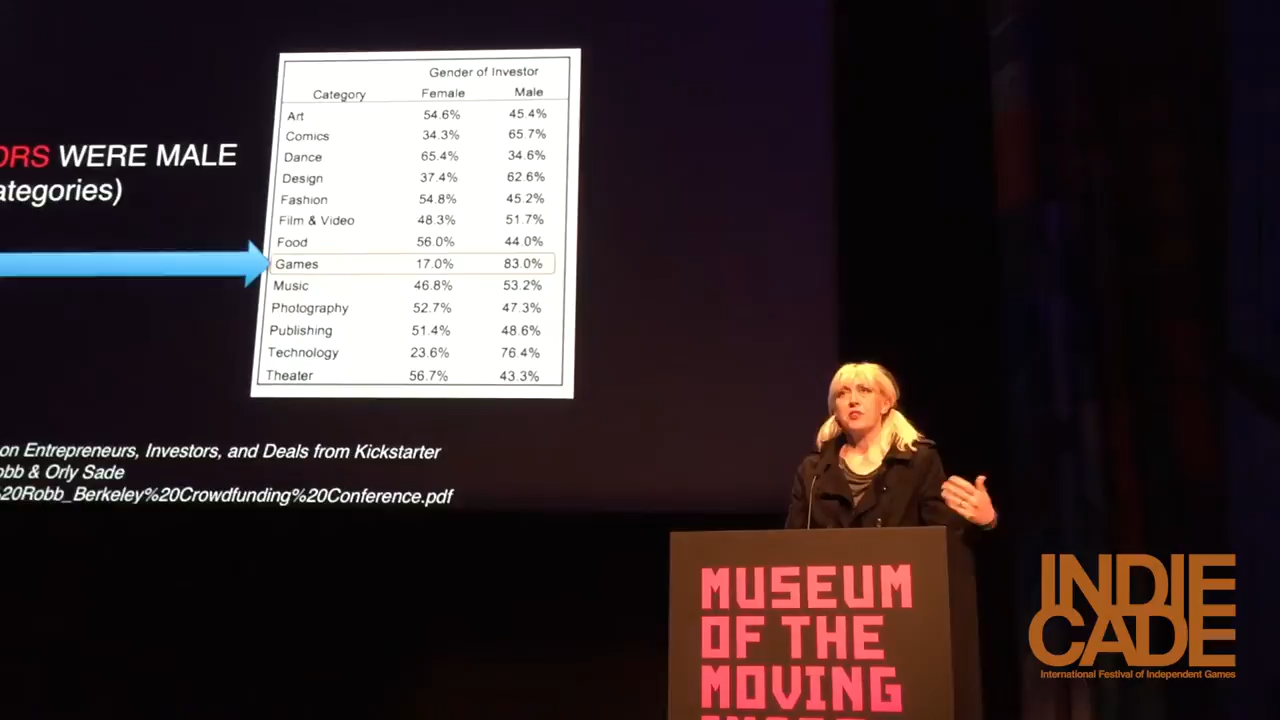 ORS WERE MALE
ategories)
Gender of Investor
Category Female Male
Art 54.6% 45.4%
Comics 34.3% 65.7%
Dance 65.4% 34.6%
Design 37.4% 62.6%
Fashion 54.8% 45.2%
Film & Video 48.3% 51.7%
Food 56.0% 44.0%
Games 17.0% 83.0%
Music 46.8% 53.2%
Photography 52.7% 47.3%
Publishing 51.4% 48.6%
Technology 23.6% 76.4%
Theater 56.7% 43.3%
on Entrepreneurs, Investors, and Deals from Kickstarter
obb & Orly Sade
%20Robb_Berkeley%20Crowdfunding%20Conference.pdf
MUSEUM
OF THE
MOVING
INDIE
CADE
International Festival of Independent Games